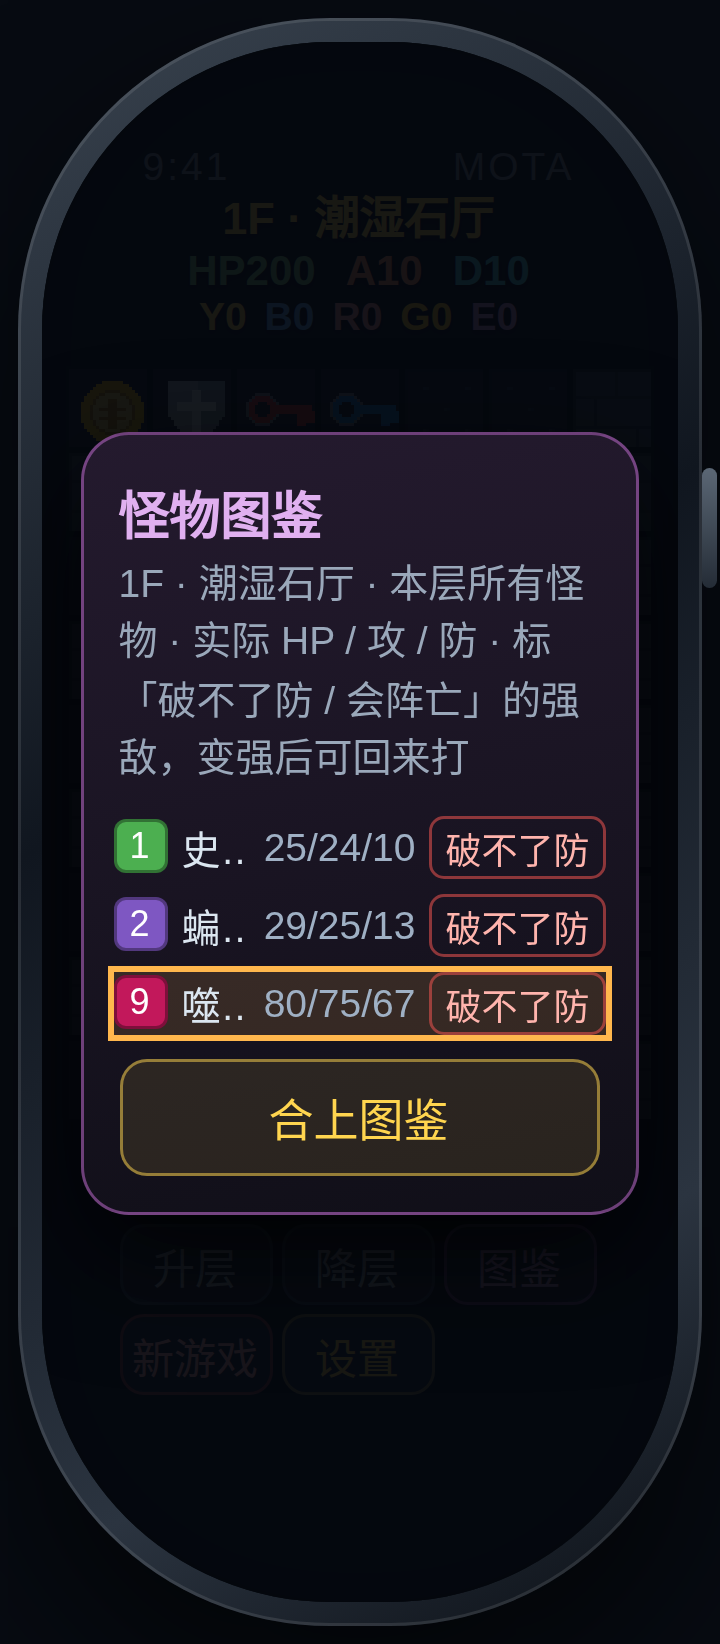 9:41 MOTA
1F · 潮湿石厅
HP200 A10 D10
Y0 B0 R0 G0 E0
怪物图鉴
1F · 潮湿石厅 · 本层所有怪
物 · 实际 HP / 攻 / 防 · 标
「破不了防 / 会阵亡」的强
敌，变强后可回来打
1 史.. 25/24/10 破不了防
2 蝙.. 29/25/13 破不了防
9 噬.. 80/75/67 破不了防
合上图鉴
升层 降层 图鉴
新游戏 设置